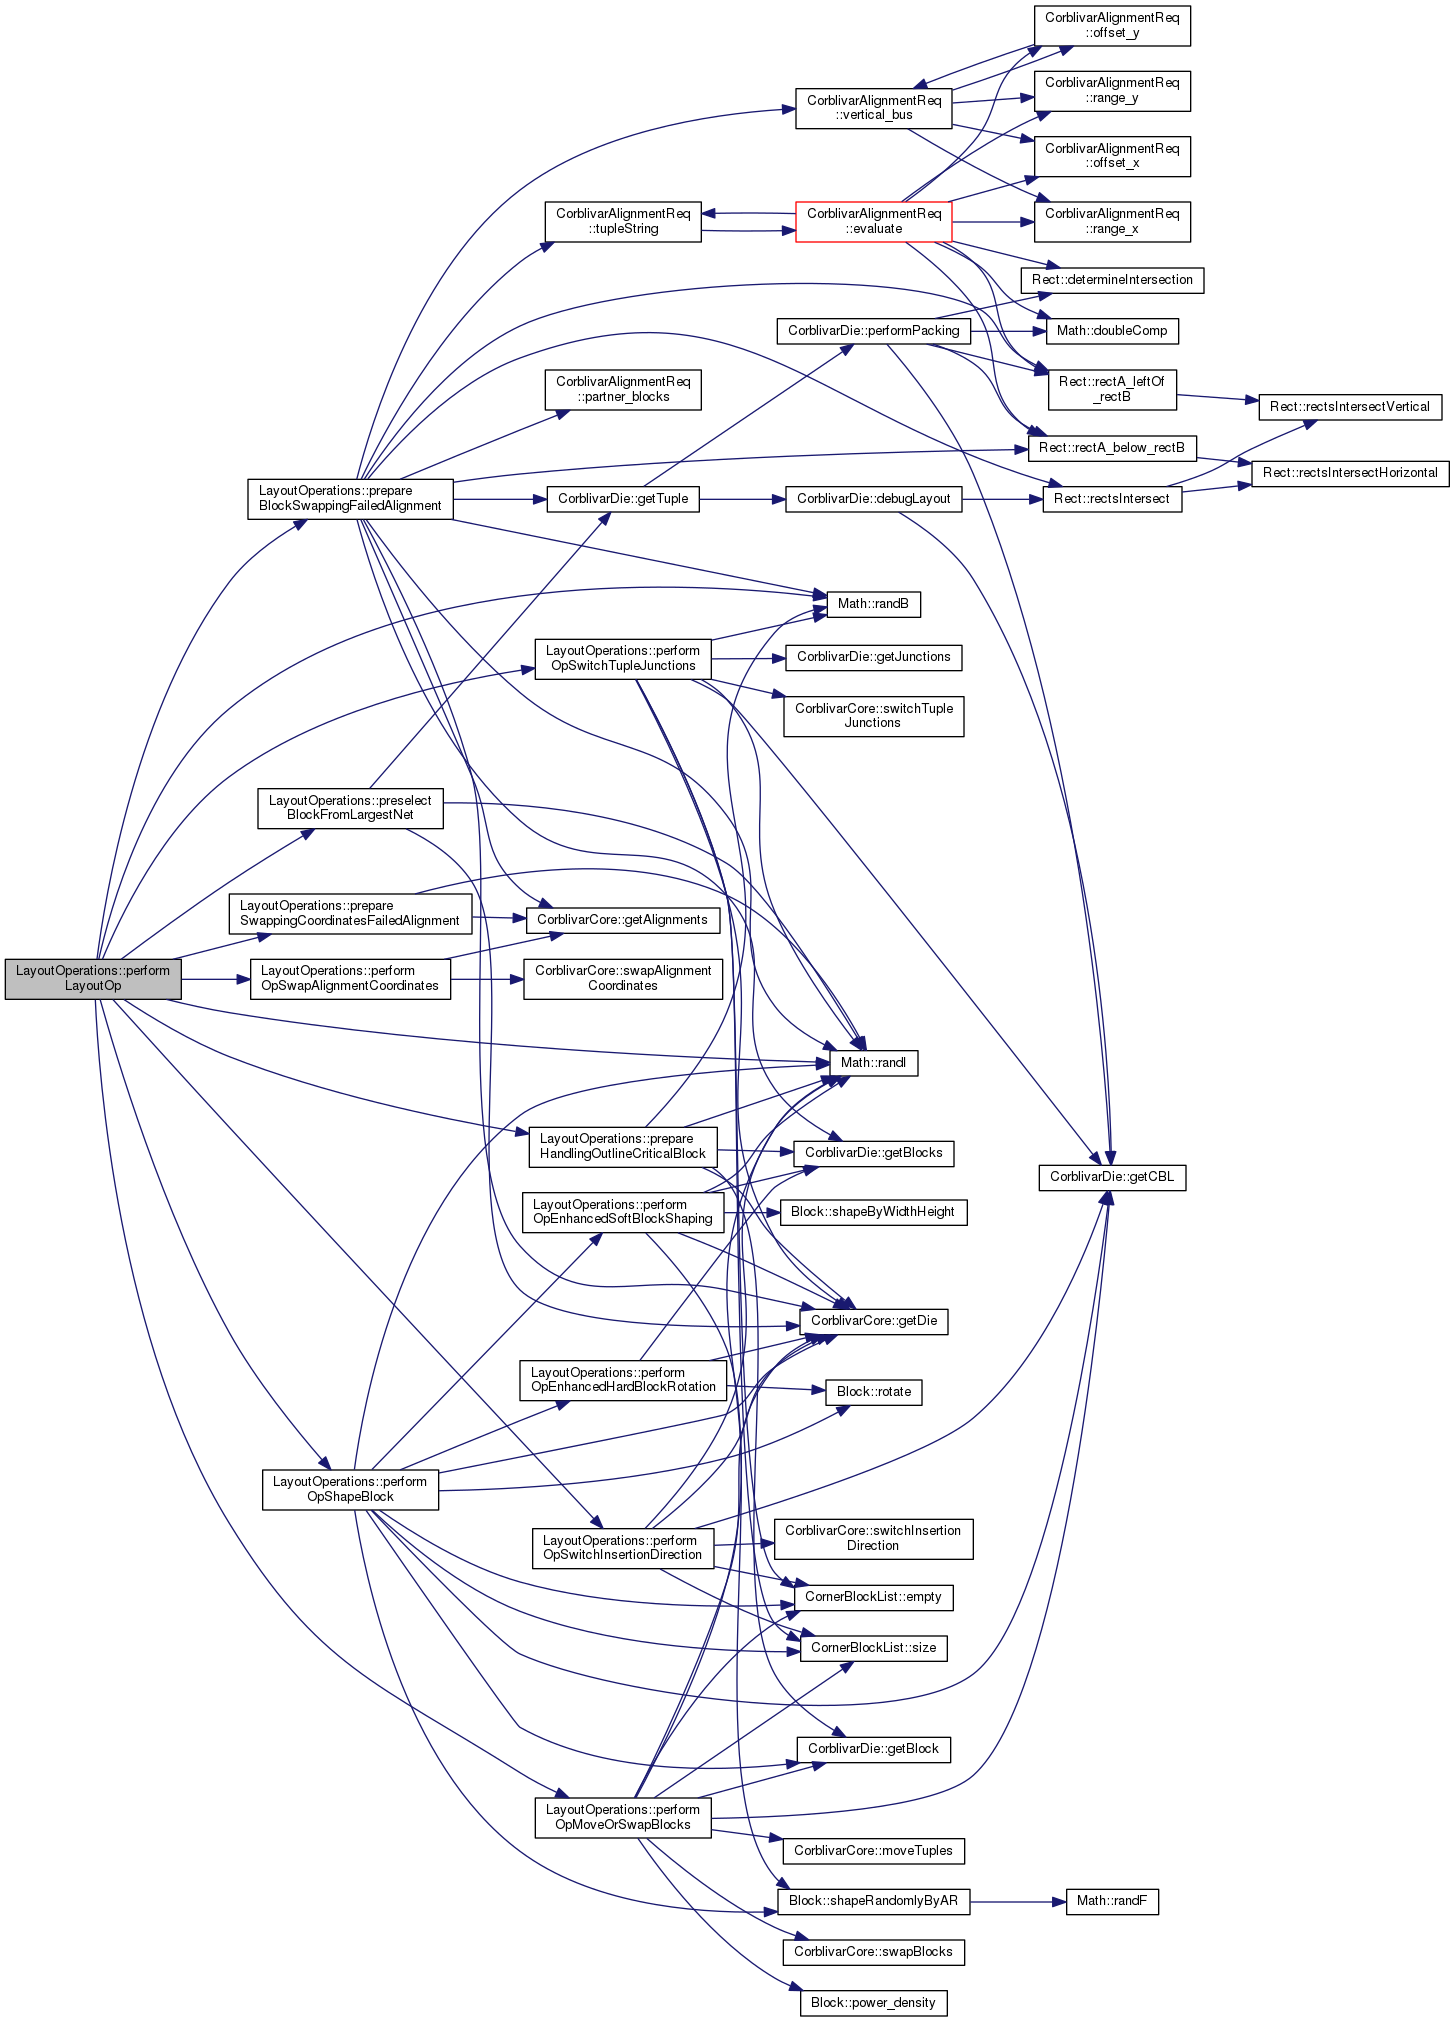 CorblivarAlignmentReq
::offset_y
CorblivarAlignmentReq
::range_y
CorblivarAlignmentReq
::vertical_bus
CorblivarAlignmentReq
::offset_x
CorblivarAlignmentReq
::tupleString
CorblivarAlignmentReq
::evaluate
CorblivarAlignmentReq
::range_x
Rect::determineIntersection
CorblivarDie::performPacking
Math::doubleComp
CorblivarAlignmentReq
::partner_blocks
Rect::rectA_leftOf
_rectB
Rect::rectsIntersectVertical
Rect::rectA_below_rectB
Rect::rectsIntersectHorizontal
LayoutOperations::prepare
BlockSwappingFailedAlignment
CorblivarDie::getTuple
CorblivarDie::debugLayout
Rect::rectsIntersect
Math::randB
LayoutOperations::perform
OpSwitchTupleJunctions
CorblivarDie::getJunctions
CorblivarCore::switchTuple
Junctions
LayoutOperations::preselect
BlockFromLargestNet
LayoutOperations::prepare
SwappingCoordinatesFailedAlignment
CorblivarCore::getAlignments
LayoutOperations::perform
LayoutOp
LayoutOperations::perform
OpSwapAlignmentCoordinates
CorblivarCore::swapAlignment
Coordinates
Math::randI
LayoutOperations::prepare
HandlingOutlineCriticalBlock
CorblivarDie::getBlocks
CorblivarDie::getCBL
LayoutOperations::perform
OpEnhancedSoftBlockShaping
Block::shapeByWidthHeight
CorblivarCore::getDie
LayoutOperations::perform
OpEnhancedHardBlockRotation
Block::rotate
LayoutOperations::perform
OpShapeBlock
LayoutOperations::perform
OpSwitchInsertionDirection
CorblivarCore::switchInsertion
Direction
CornerBlockList::empty
CornerBlockList::size
CorblivarDie::getBlock
LayoutOperations::perform
OpMoveOrSwapBlocks
CorblivarCore::moveTuples
Block::shapeRandomlyByAR
Math::randF
CorblivarCore::swapBlocks
Block::power_density